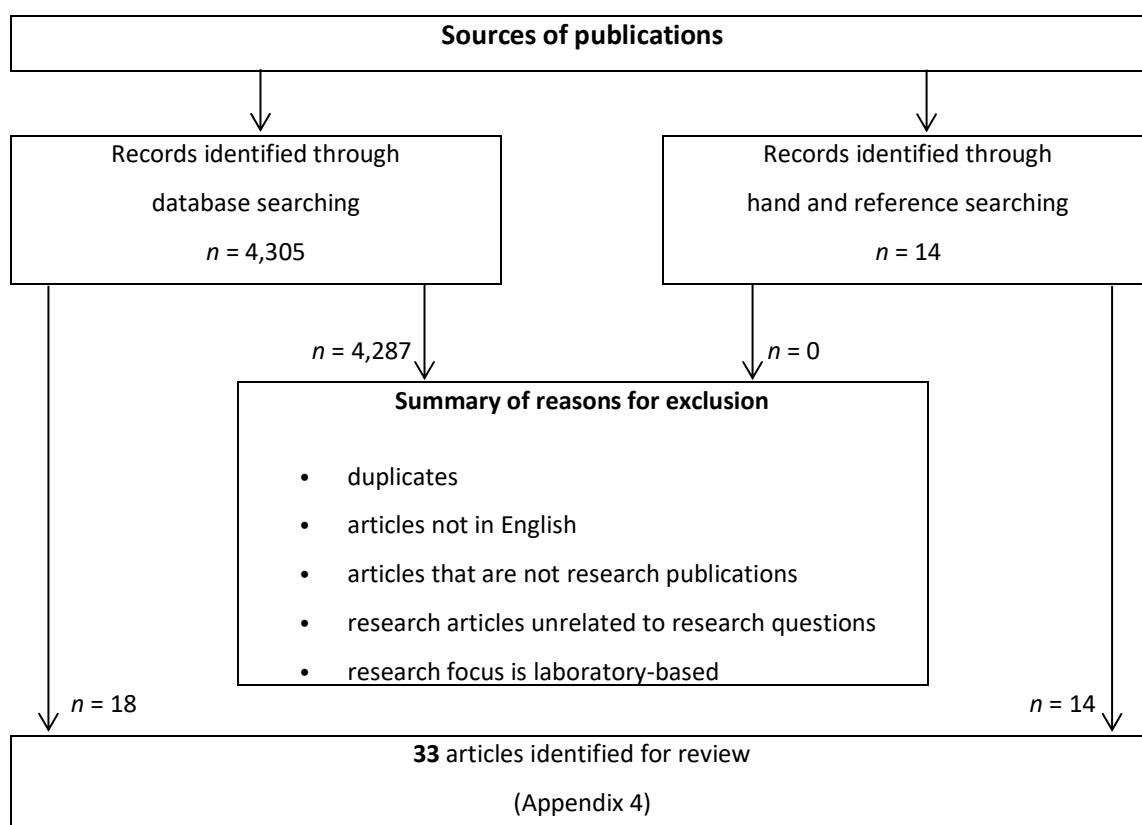 Sources of publications
Records identified through
database searching
n = 4,305
Records identified through
hand and reference searching
n = 14
n = 4,287
n = 0
Summary of reasons for exclusion
• duplicates
• articles not in English
• articles that are not research publications
• research articles unrelated to research questions
• research focus is laboratory-based
n = 18
n = 14
33 articles identified for review
(Appendix 4)